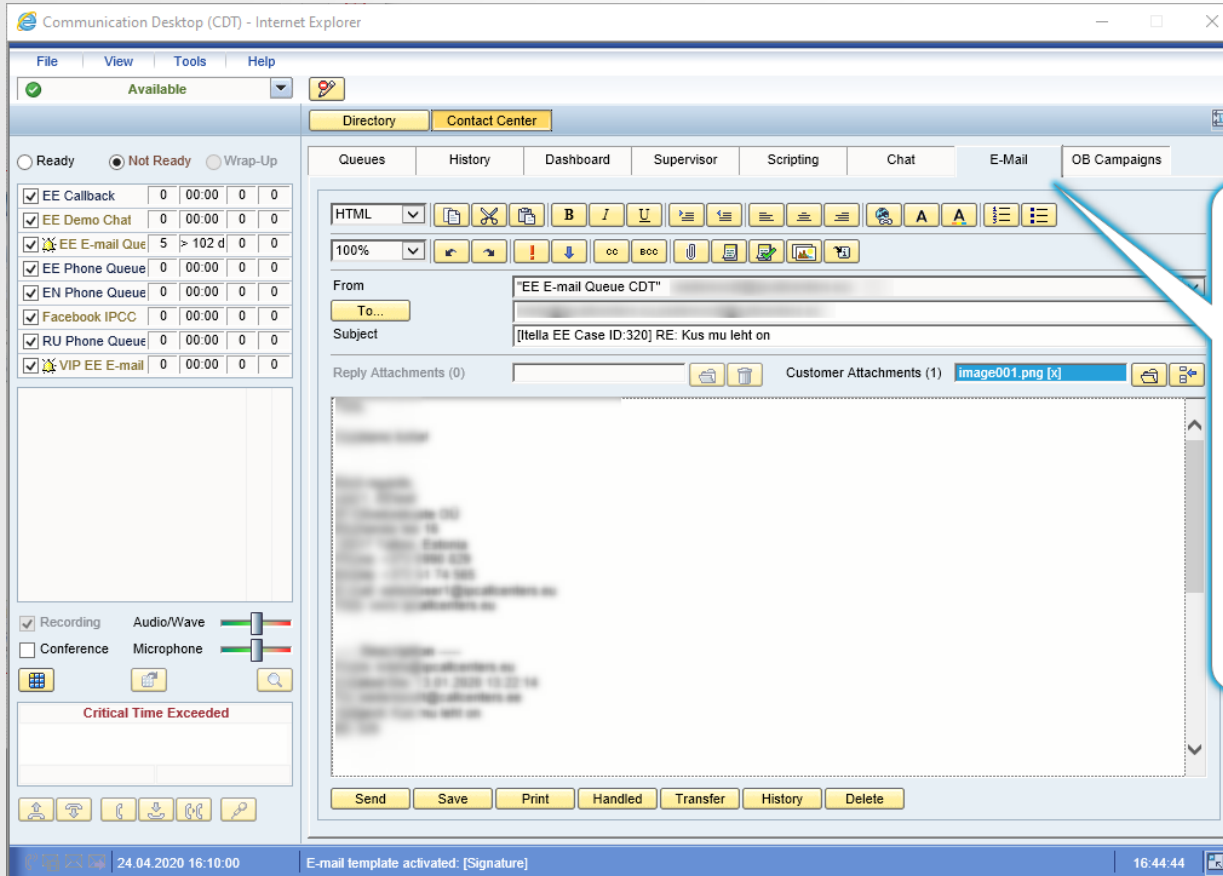 Communication Desktop (CDT) - Internet Explorer
File View Tools Help
Available
Directory Contact Center
Ready Not Ready Wrap-Up
Queues History Dashboard Supervisor Scripting Chat E-Mail OB Campaigns
EE Callback 0 00:00 0 0
EE Demo Chat 0 00:00 0 0
EE E-mail Que 5 > 102 d 0 0
EE Phone Queue 0 00:00 0 0
EN Phone Queue 0 00:00 0 0
Facebook IPCC 0 00:00 0 0
RU Phone Queue 0 00:00 0 0
VIP EE E-mail 0 00:00 0 0
HTML B I U A A
100% CC BCC
From "EE E-mail Queue CDT"
To...
Subject [Itella EE Case ID:320] RE: Kus mu leht on
Reply Attachments (0) Customer Attachments (1) image001.png [x]
Recording Audio/Wave
Conference Microphone
Critical Time Exceeded
Send Save Print Handled Transfer History Delete
24.04.2020 16:10:00 E-mail template activated: [Signature] 16:44:44